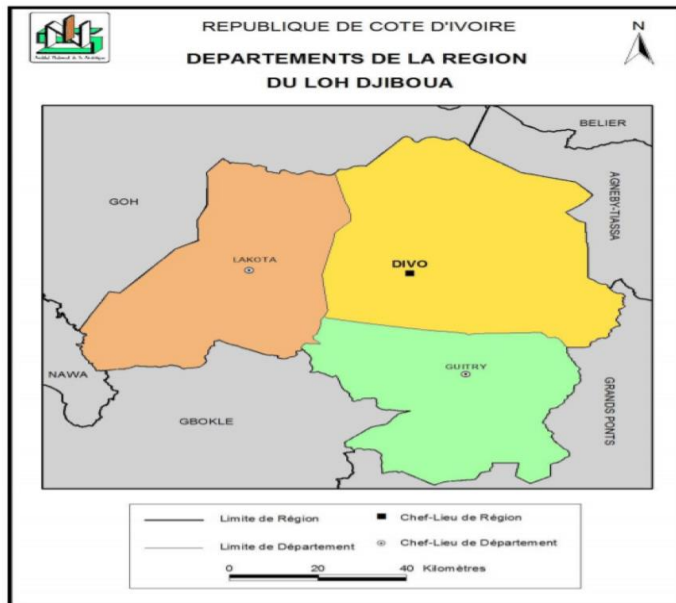 REPUBLIQUE DE COTE D'IVOIRE
N
DEPARTEMENTS DE LA REGION
DU LOH DJIBOUA
BELIER
AGNEBY-TIASSA
GOH
LAKOTA
DIVO
NAWA
GUITRY
GBOKLE
GRANDS PONTS
Limite de Région
Chef-Lieu de Région
Limite de Département
Chef-Lieu de Département
0 20 40 Kilomètres